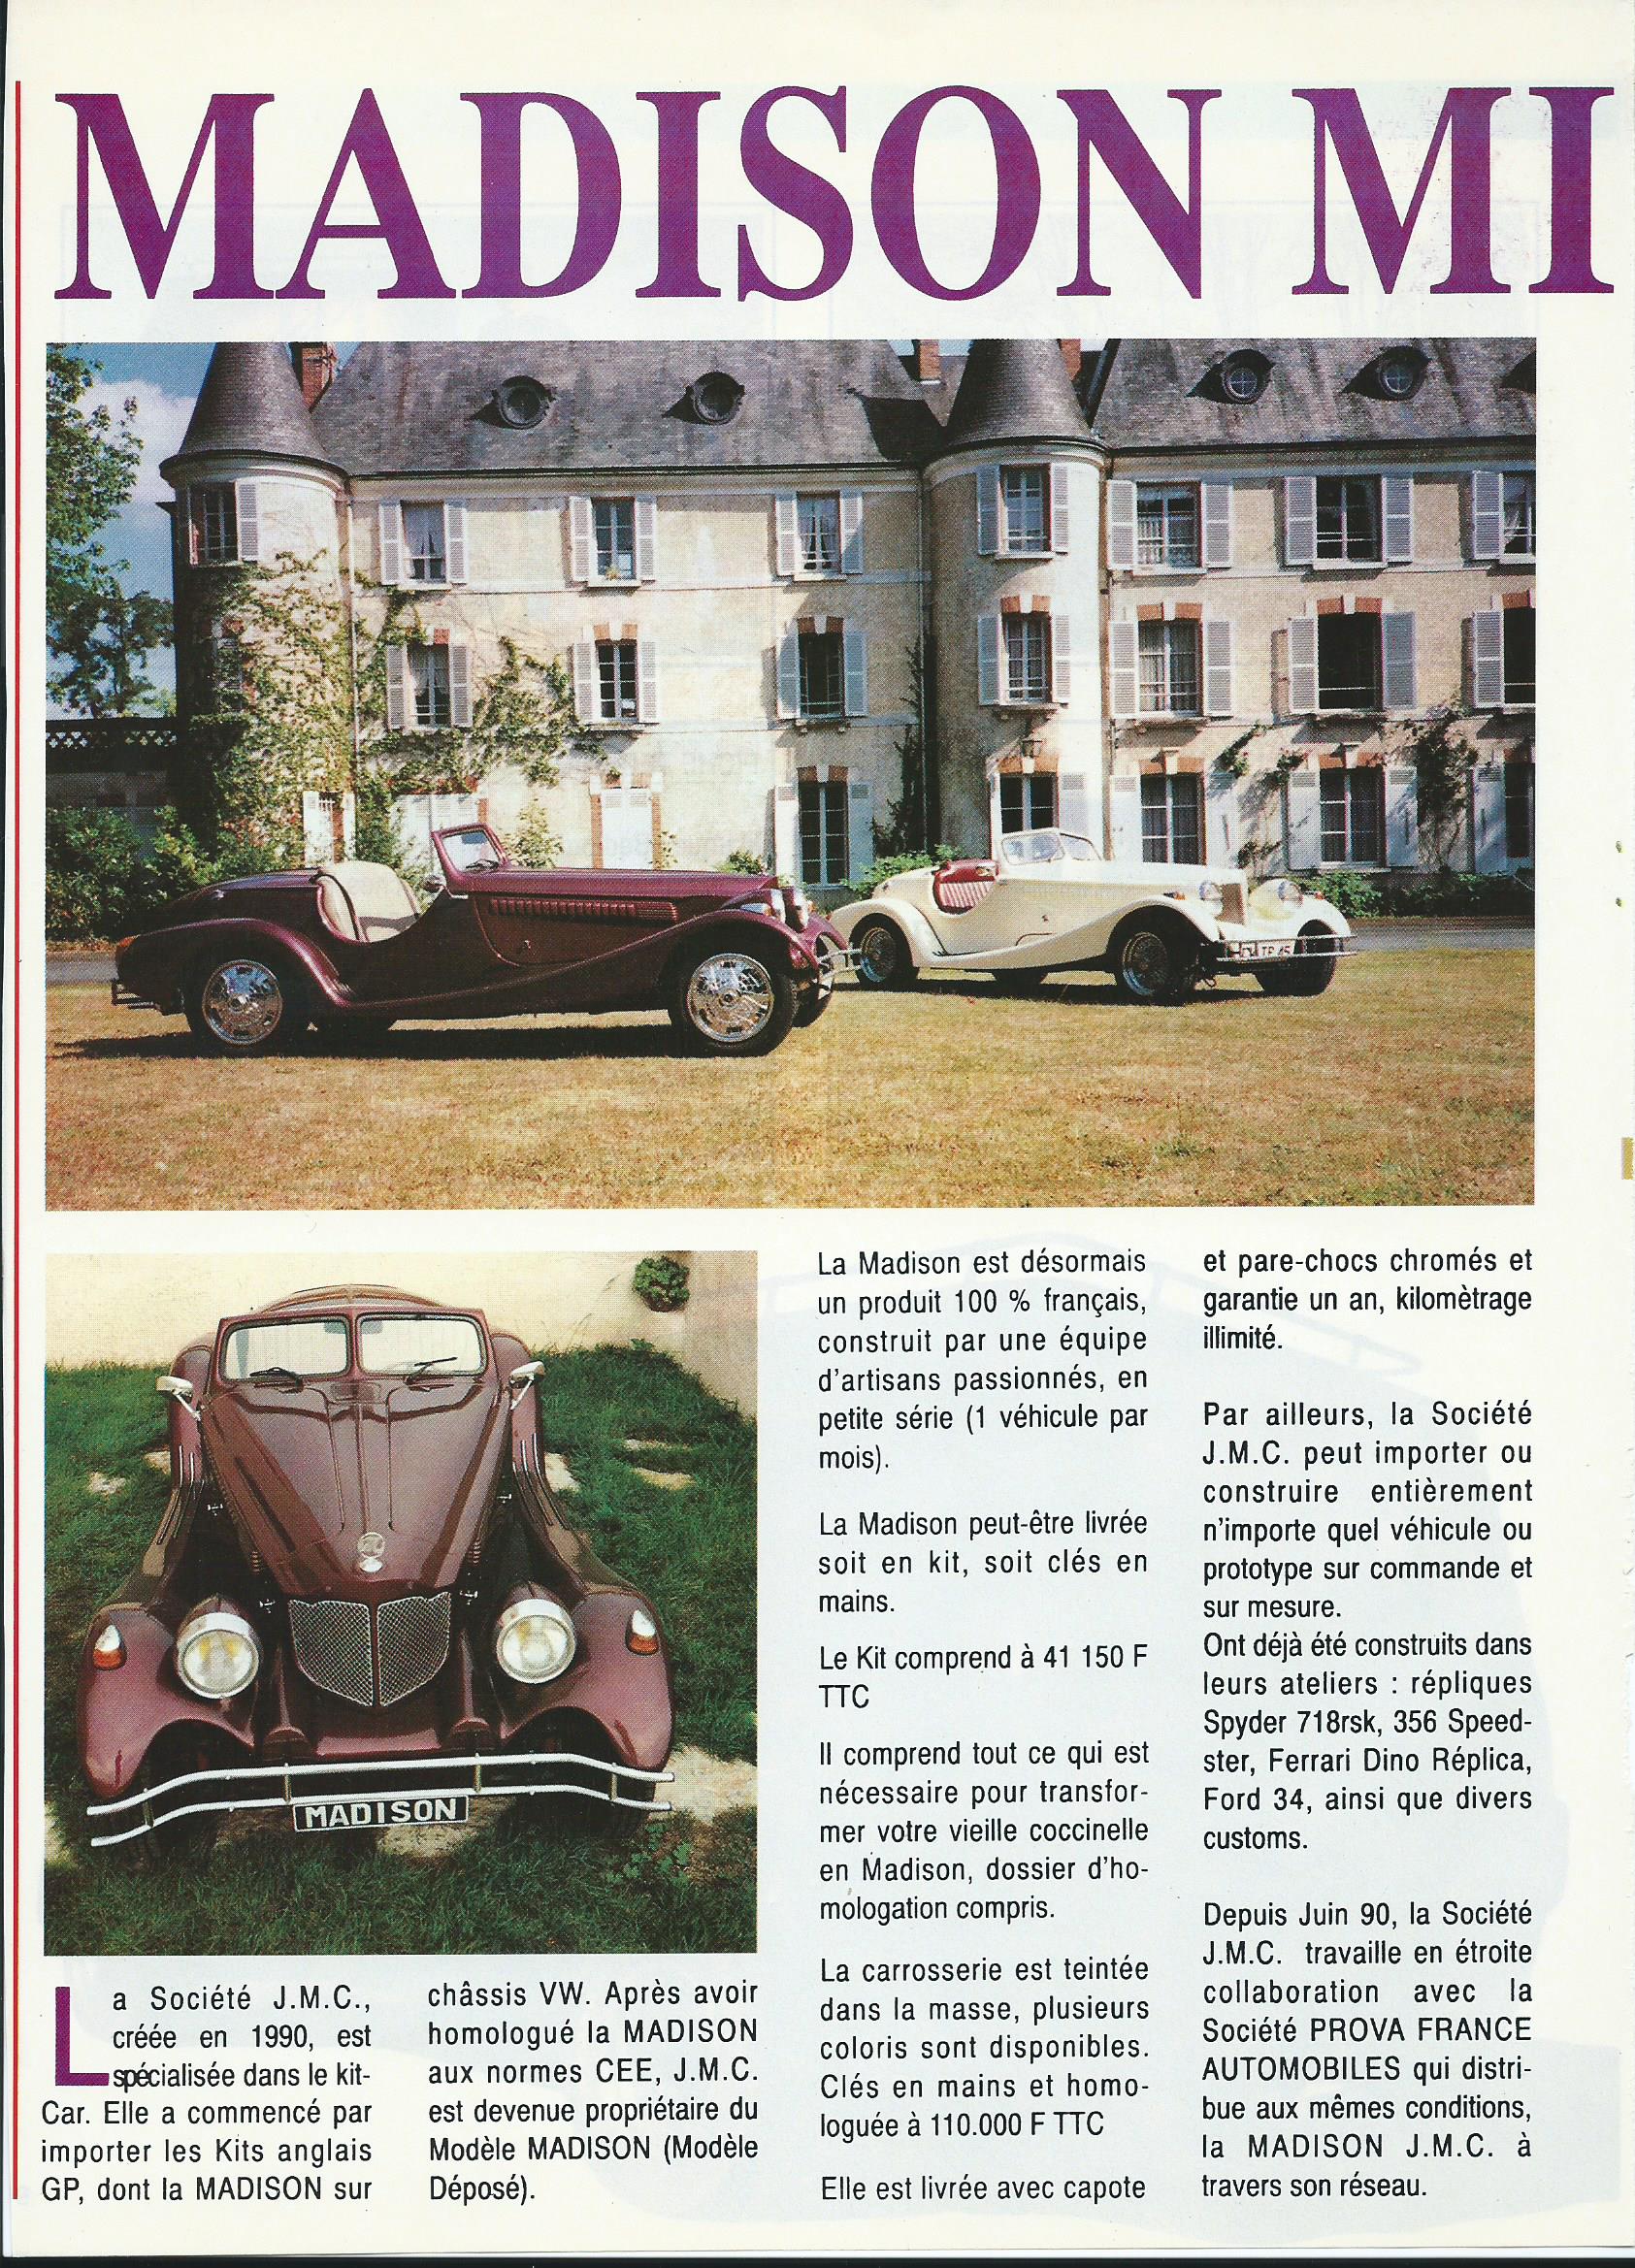 MADISON MI
TP 45
MADISON
La Société J.M.C.,
créée en 1990, est
spécialisée dans le kit-
Car. Elle a commencé par
importer les Kits anglais
GP, dont la MADISON sur
châssis VW. Après avoir
homologué la MADISON
aux normes CEE, J.M.C.
est devenue propriétaire du
Modèle MADISON (Modèle
Déposé).
La Madison est désormais
un produit 100 % français,
construit par une équipe
d'artisans passionnés, en
petite série (1 véhicule par
mois).
La Madison peut-être livrée
soit en kit, soit clés en
mains.
Le Kit comprend à 41 150 F
TTC
Il comprend tout ce qui est
nécessaire pour transfor-
mer votre vieille coccinelle
en Madison, dossier d'ho-
mologation compris.
La carrosserie est teintée
dans la masse, plusieurs
coloris sont disponibles.
Clés en mains et homo-
loguée à 110.000 F TTC
Elle est livrée avec capote
et pare-chocs chromés et
garantie un an, kilomètrage
illimité.
Par ailleurs, la Société
J.M.C. peut importer ou
construire entièrement
n'importe quel véhicule ou
prototype sur commande et
sur mesure.
Ont déjà été construits dans
leurs ateliers : répliques
Spyder 718rsk, 356 Speed-
ster, Ferrari Dino Réplica,
Ford 34, ainsi que divers
customs.
Depuis Juin 90, la Société
J.M.C. travaille en étroite
collaboration avec la
Société PROVA FRANCE
AUTOMOBILES qui distri-
bue aux mêmes conditions,
la MADISON J.M.C. à
travers son réseau.